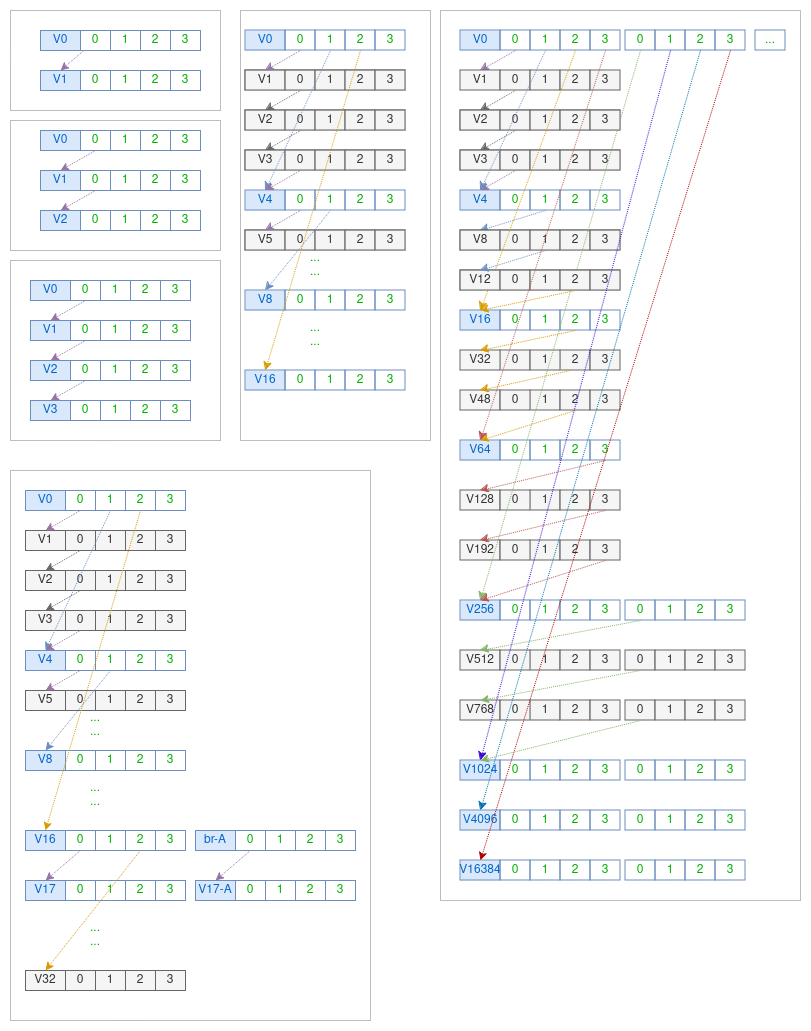 V0 0 1 2 3
V1 0 1 2 3
V0 0 1 2 3
V1 0 1 2 3
V2 0 1 2 3
V0 0 1 2 3
V1 0 1 2 3
V2 0 1 2 3
V3 0 1 2 3
V0 0 1 2 3
V1 0 1 2 3
V2 0 1 2 3
V3 0 1 2 3
V4 0 1 2 3
V5 0 1 2 3
...
...
V8 0 1 2 3
...
...
V16 0 1 2 3
V0 0 1 2 3 0 1 2 3 ...
V1 0 1 2 3
V2 0 1 2 3
V3 0 1 2 3
V4 0 1 2 3
V8 0 1 2 3
V12 0 1 2 3
V16 0 1 2 3
V32 0 1 2 3
V48 0 1 2 3
V64 0 1 2 3
V128 0 1 2 3
V192 0 1 2 3
V256 0 1 2 3 0 1 2 3
V512 0 1 2 3 0 1 2 3
V768 0 1 2 3 0 1 2 3
V1024 0 1 2 3 0 1 2 3
V4096 0 1 2 3 0 1 2 3
V16384 0 1 2 3 0 1 2 3
V0 0 1 2 3
V1 0 1 2 3
V2 0 1 2 3
V3 0 1 2 3
V4 0 1 2 3
V5 0 1 2 3
...
...
V8 0 1 2 3
...
...
V16 0 1 2 3 br-A 0 1 2 3
V17 0 1 2 3 V17-A 0 1 2 3
...
...
V32 0 1 2 3